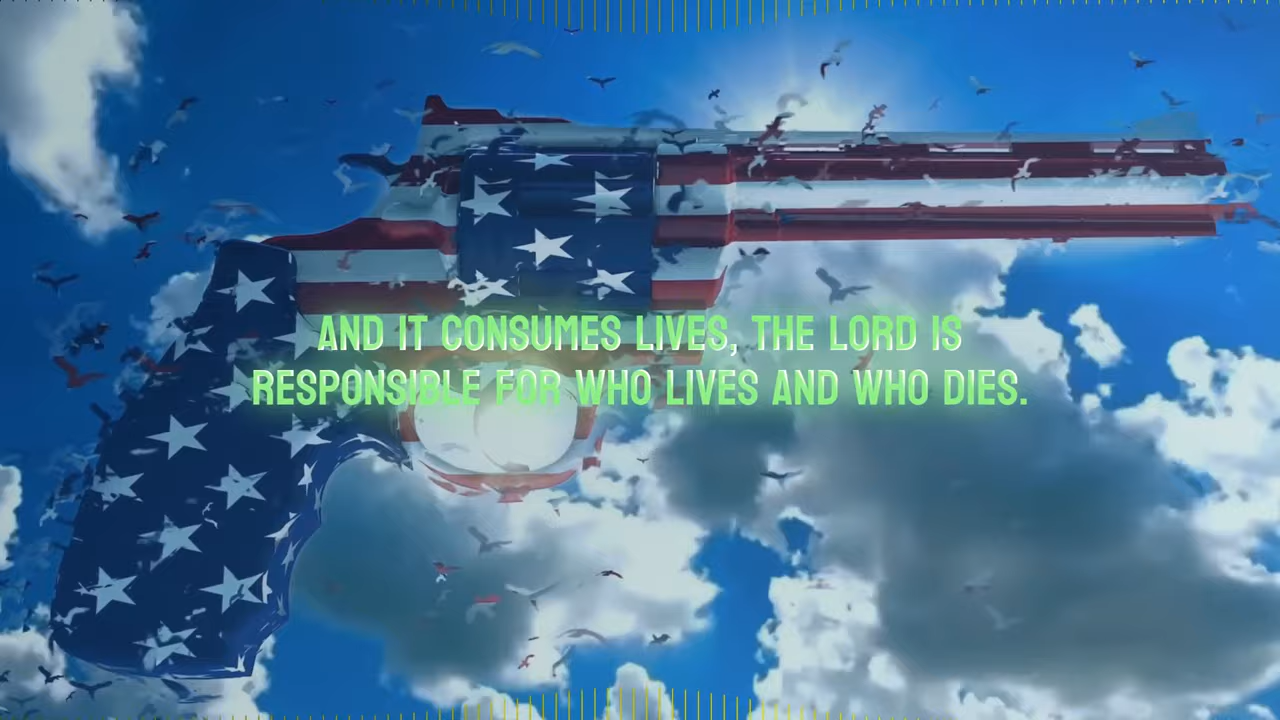 AND IT CONSUMES LIVES, THE LORD IS
RESPONSIBLE FOR WHO LIVES AND WHO DIES.